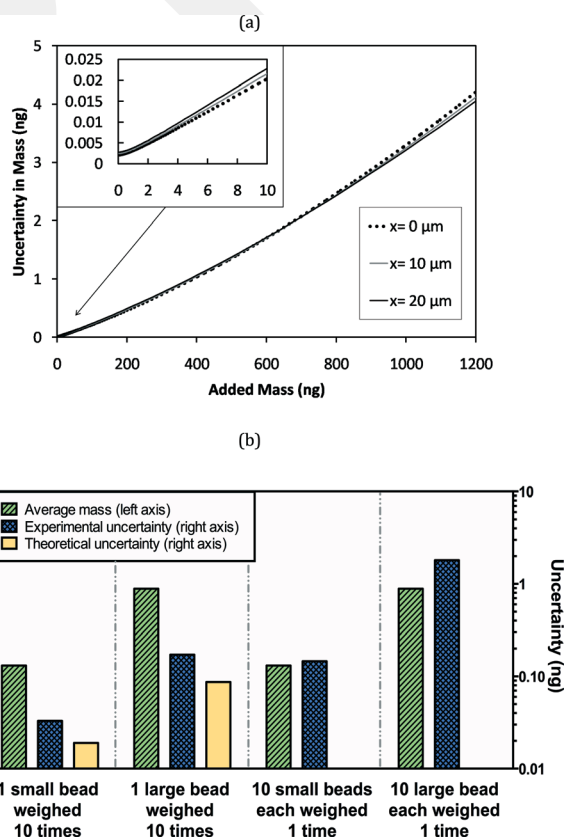 (a)
5
4
3
2
1
0
Uncertainty in Mass (ng)
0.025
0.02
0.015
0.01
0.005
0
0 2 4 6 8 10
x= 0 µm
x= 10 µm
x= 20 µm
0 200 400 600 800 1000 1200
Added Mass (ng)
(b)
Average mass (left axis)
Experimental uncertainty (right axis)
Theoretical uncertainty (right axis)
10
1
0.10
0.01
Uncertainty (ng)
1 small bead
weighed
10 times
1 large bead
weighed
10 times
10 small beads
each weighed
1 time
10 large bead
each weighed
1 time